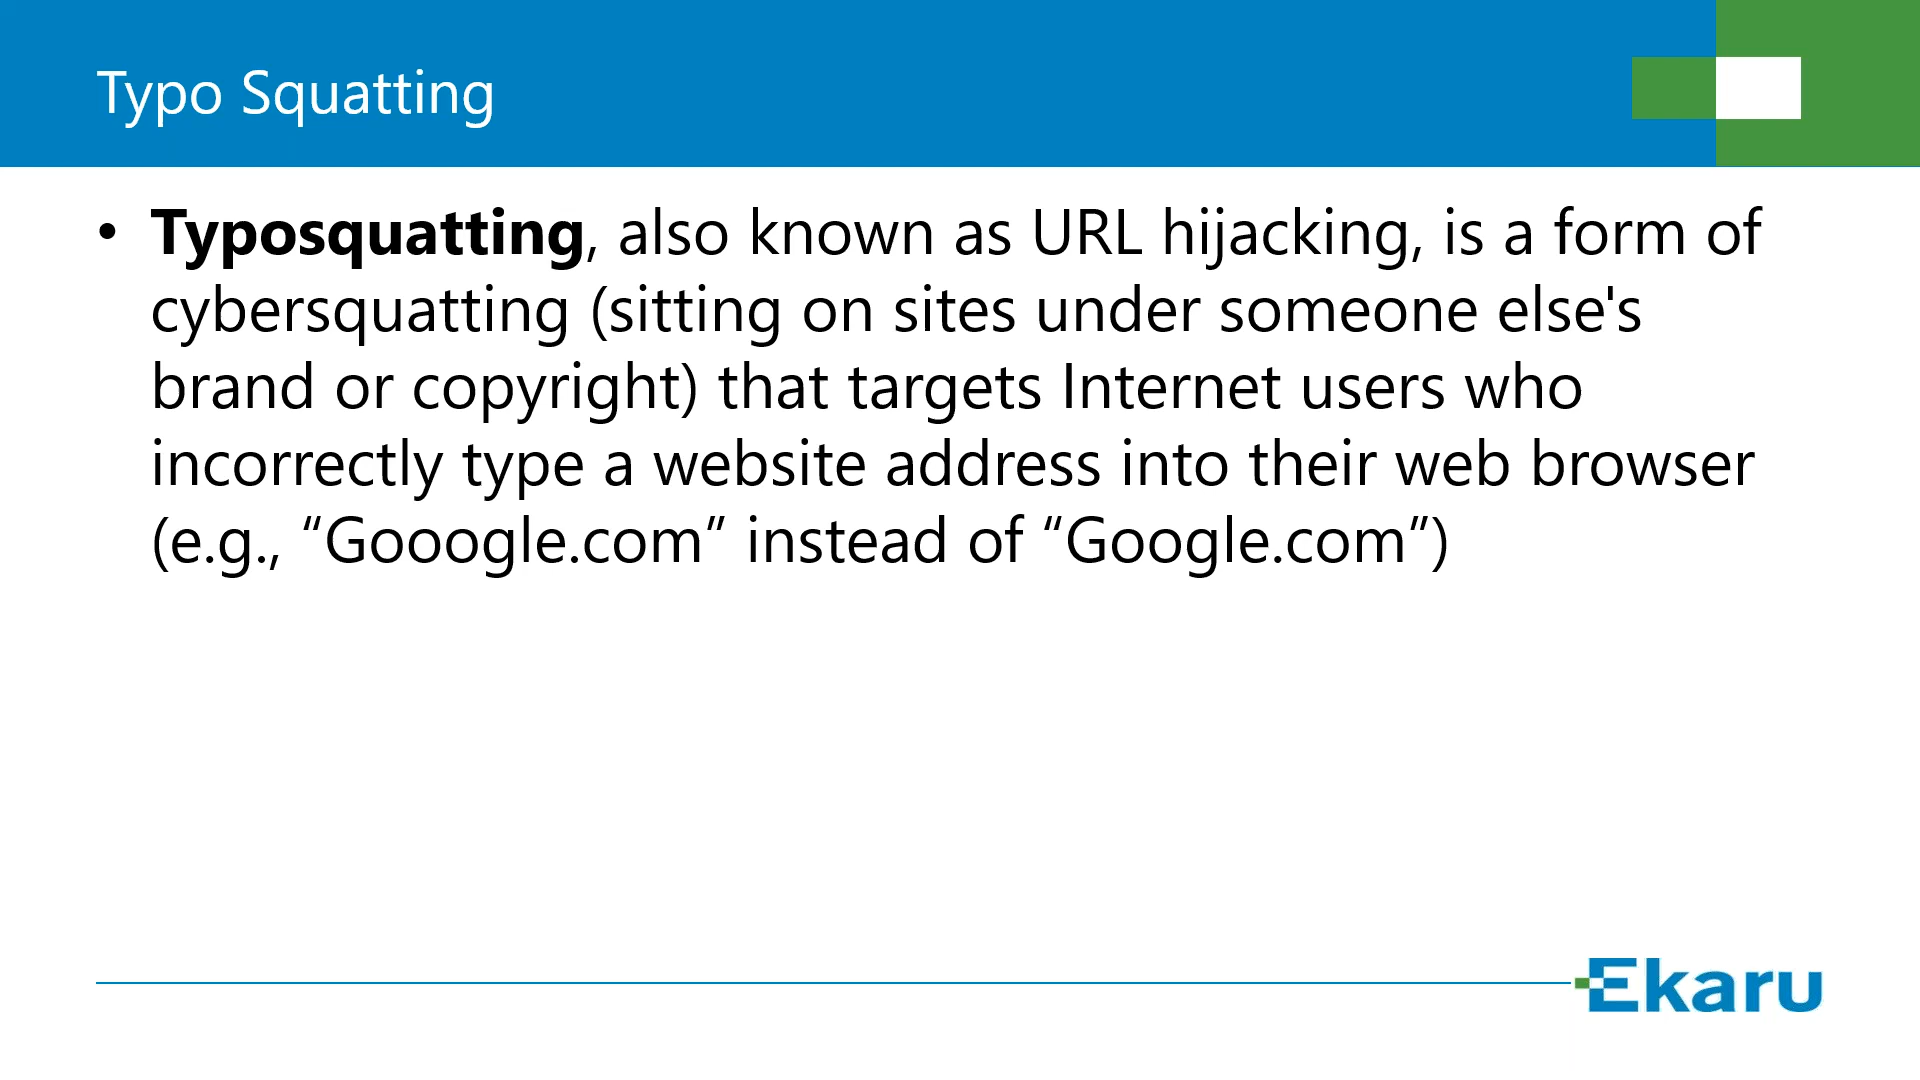 Typo Squatting
• Typosquatting, also known as URL hijacking, is a form of
cybersquatting (sitting on sites under someone else's
brand or copyright) that targets Internet users who
incorrectly type a website address into their web browser
(e.g., “Gooogle.com” instead of “Google.com”)
Ekaru